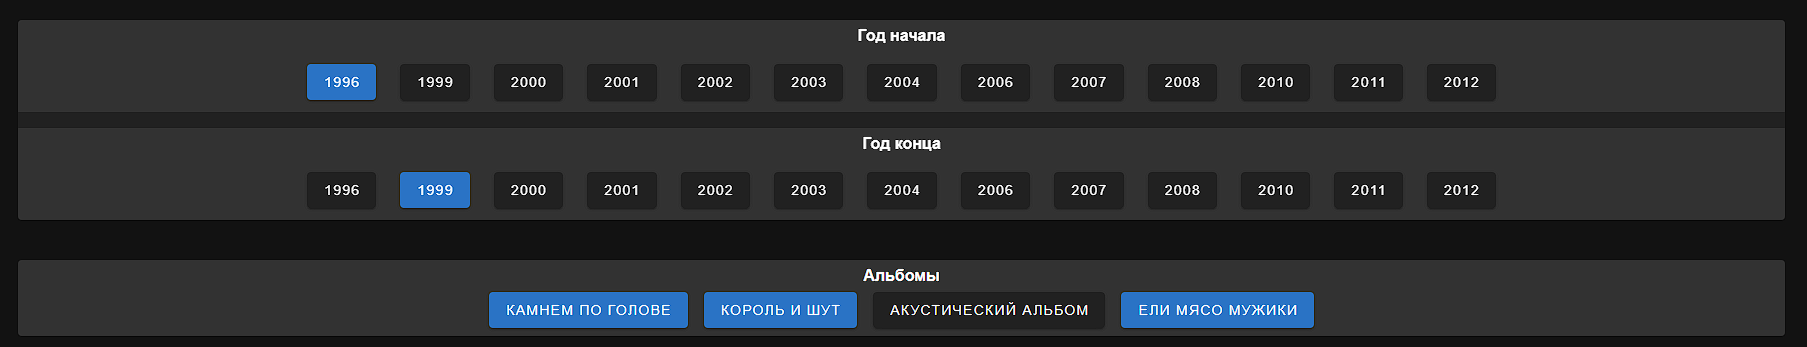 Год начала
1996 1999 2000 2001 2002 2003 2004 2006 2007 2008 2010 2011 2012
Год конца
1996 1999 2000 2001 2002 2003 2004 2006 2007 2008 2010 2011 2012
Альбомы
КАМНЕМ ПО ГОЛОВЕ КОРОЛЬ И ШУТ АКУСТИЧЕСКИЙ АЛЬБОМ ЕЛИ МЯСО МУЖИКИ